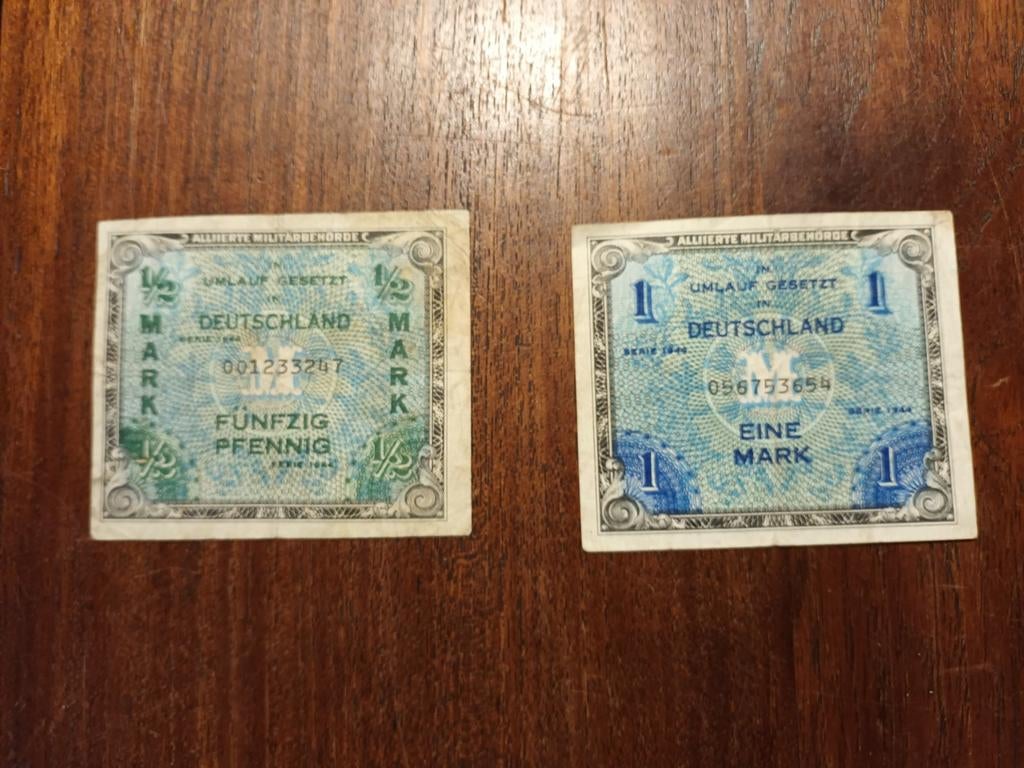 ALLIIERTE MILITÄRBEHÖRDE
1/2
1/2
IN
UMLAUF GESETZT
IN
DEUTSCHLAND
SERIE 1944
MARK
MARK
001233247
M
FÜNFZIG
PFENNIG
SERIE 1944
1/2
1/2
ALLIIERTE MILITÄRBEHÖRDE
1
1
IN
UMLAUF GESETZT
IN
DEUTSCHLAND
SERIE 1944
M
056753654
SERIE 1944
EINE
MARK
1
1